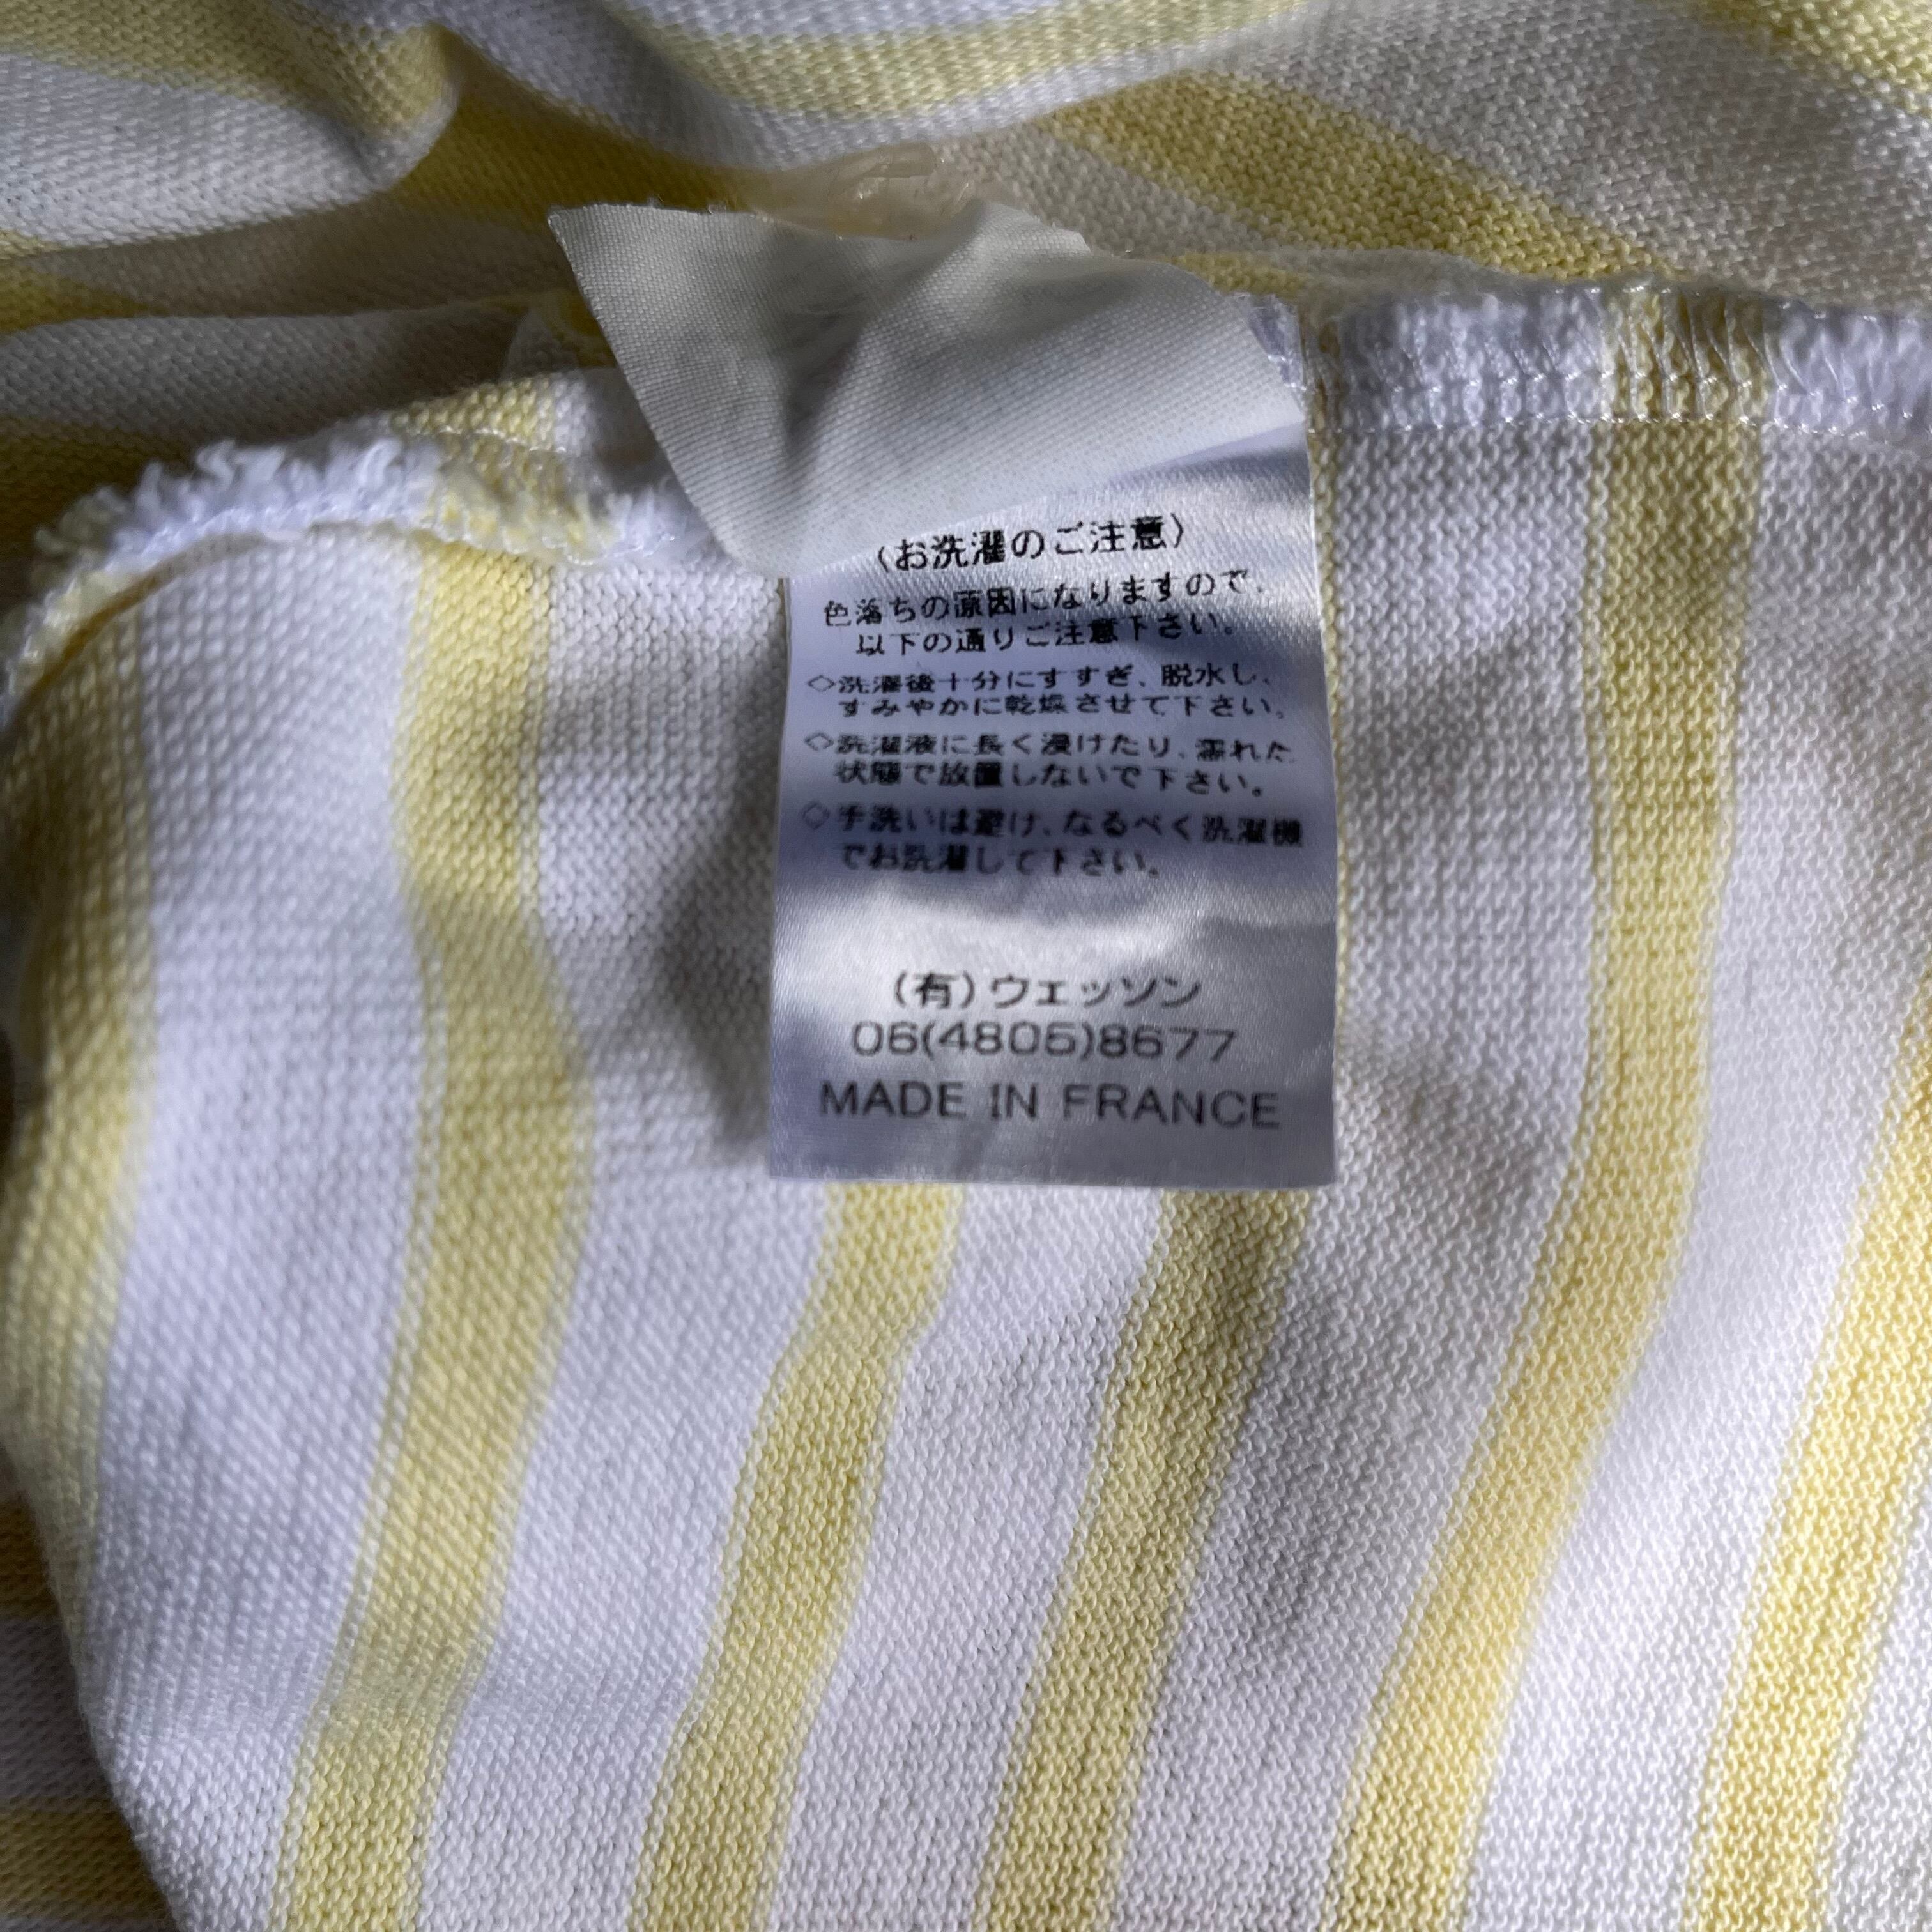 〈お洗濯のご注意〉
色落ちの原因になりますので、
以下の通りご注意下さい。
◇洗濯後十分にすすぎ、脱水し、
すみやかに乾燥させて下さい。
◇洗濯液に長く浸けたり、濡れた
状態で放置しないで下さい。
◇手洗いは避け、なるべく洗濯機
でお洗濯して下さい。
(有)ウェッソン
06(4805)8677
MADE IN FRANCE